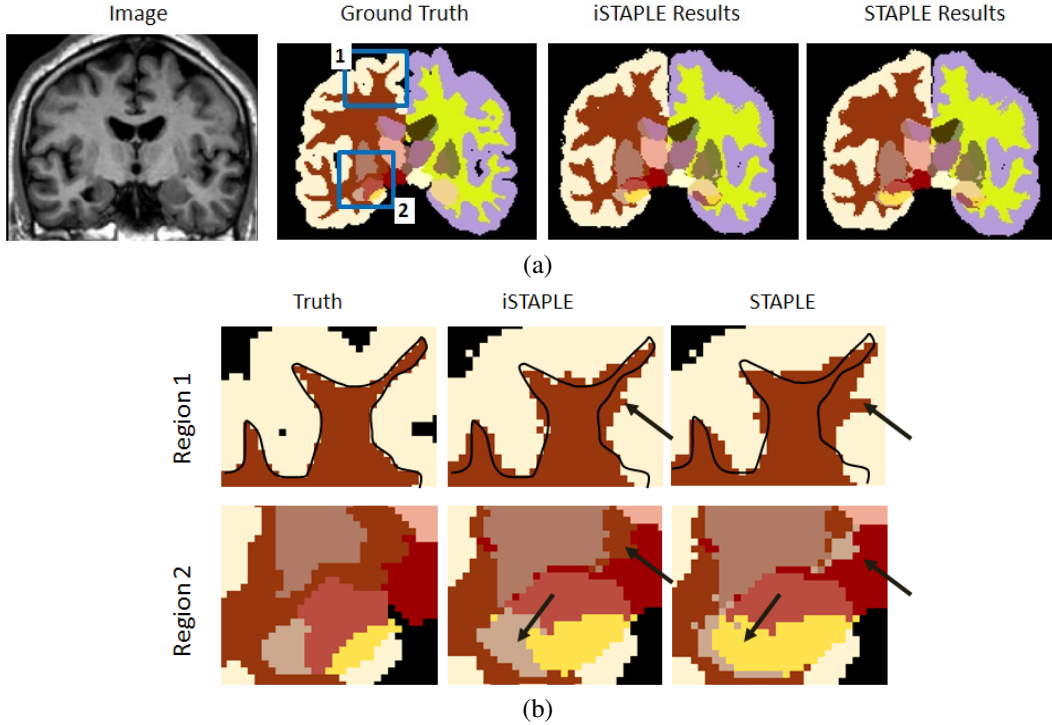 Image Ground Truth iSTAPLE Results STAPLE Results
1
2
(a)
Truth iSTAPLE STAPLE
Region 1
Region 2
(b)